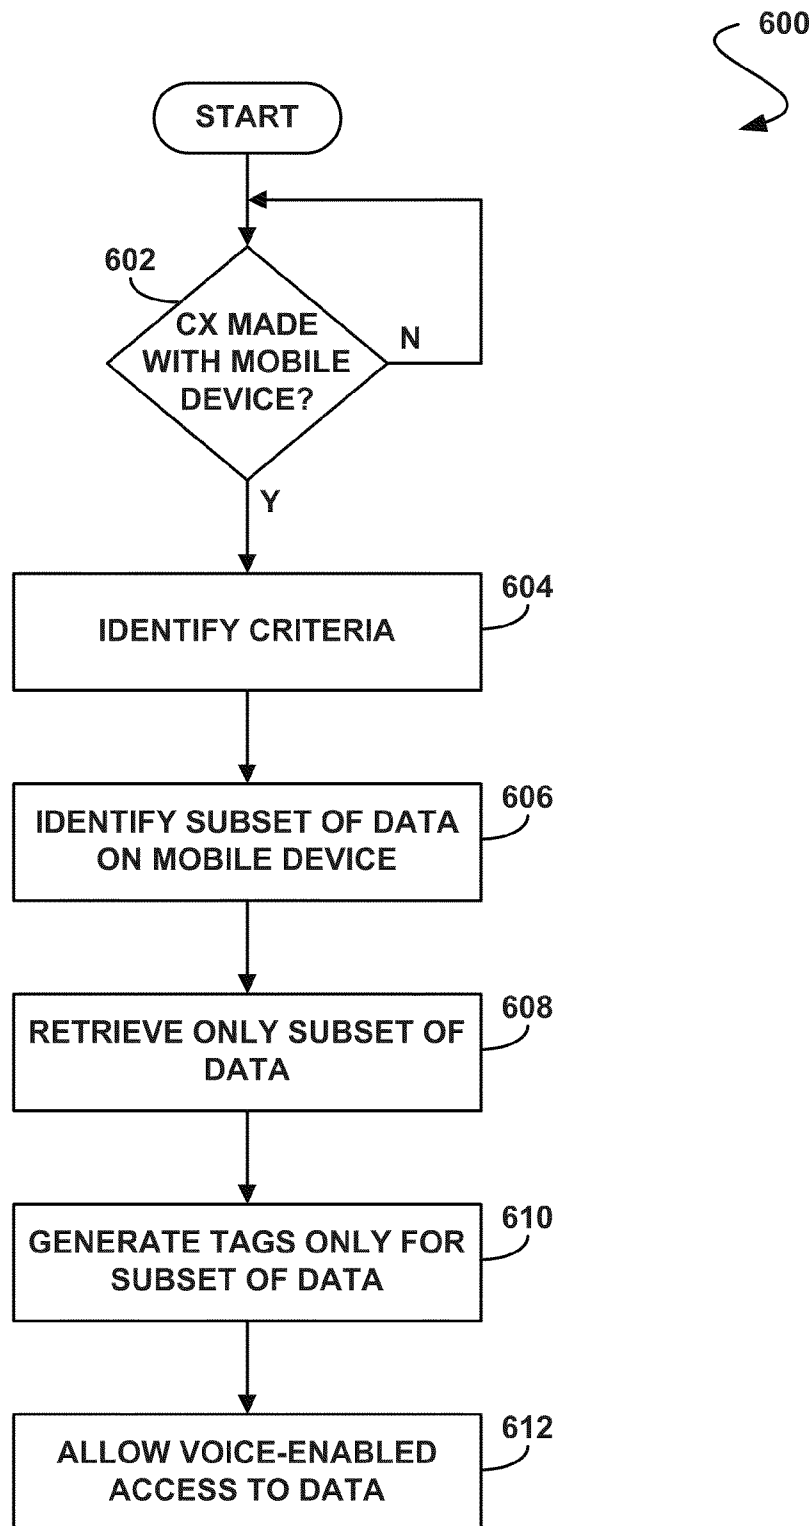 600
START
602
CX MADE
WITH MOBILE
DEVICE?
N
Y
604
IDENTIFY CRITERIA
606
IDENTIFY SUBSET OF DATA
ON MOBILE DEVICE
608
RETRIEVE ONLY SUBSET OF
DATA
610
GENERATE TAGS ONLY FOR
SUBSET OF DATA
612
ALLOW VOICE-ENABLED
ACCESS TO DATA